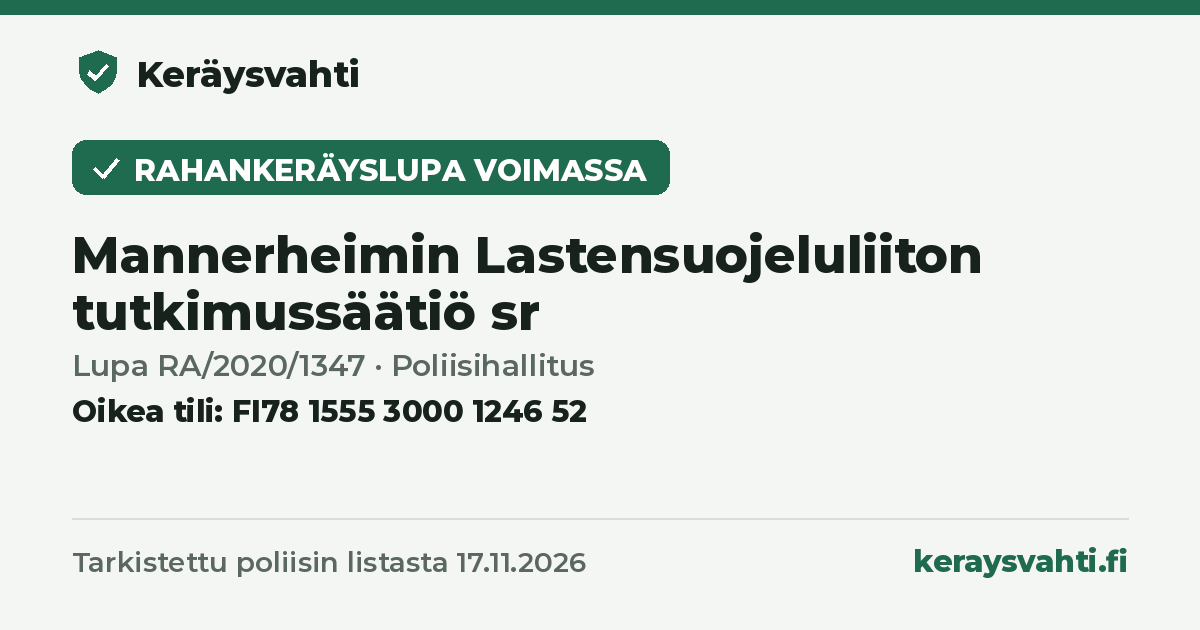 Keräysvahti
RAHANKERÄYSLUPA VOIMASSA
Mannerheimin Lastensuojeluliiton
tutkimussäätiö sr
Lupa RA/2020/1347 · Poliisihallitus
Oikea tili: FI78 1555 3000 1246 52
Tarkistettu poliisin listasta 17.11.2026
keraysvahti.fi